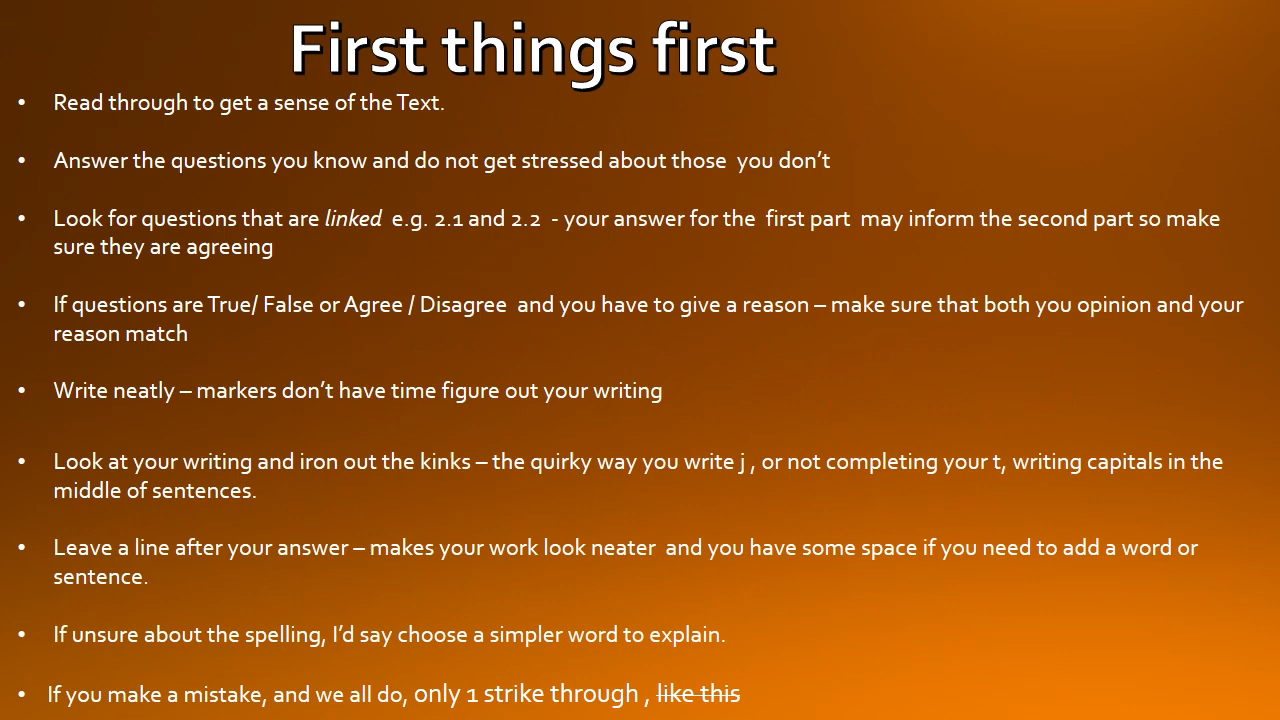 First things first
• Read through to get a sense of the Text.
• Answer the questions you know and do not get stressed about those  you don’t
• Look for questions that are linked  e.g. 2.1 and 2.2  - your answer for the  first part  may inform the second part so make
sure they are agreeing
• If questions are True/ False or Agree / Disagree  and you have to give a reason – make sure that both you opinion and your
reason match
• Write neatly – markers don’t have time figure out your writing
• Look at your writing and iron out the kinks – the quirky way you write j , or not completing your t, writing capitals in the
middle of sentences.
• Leave a line after your answer – makes your work look neater  and you have some space if you need to add a word or
sentence.
• If unsure about the spelling, I’d say choose a simpler word to explain.
• If you make a mistake, and we all do, only 1 strike through , like this